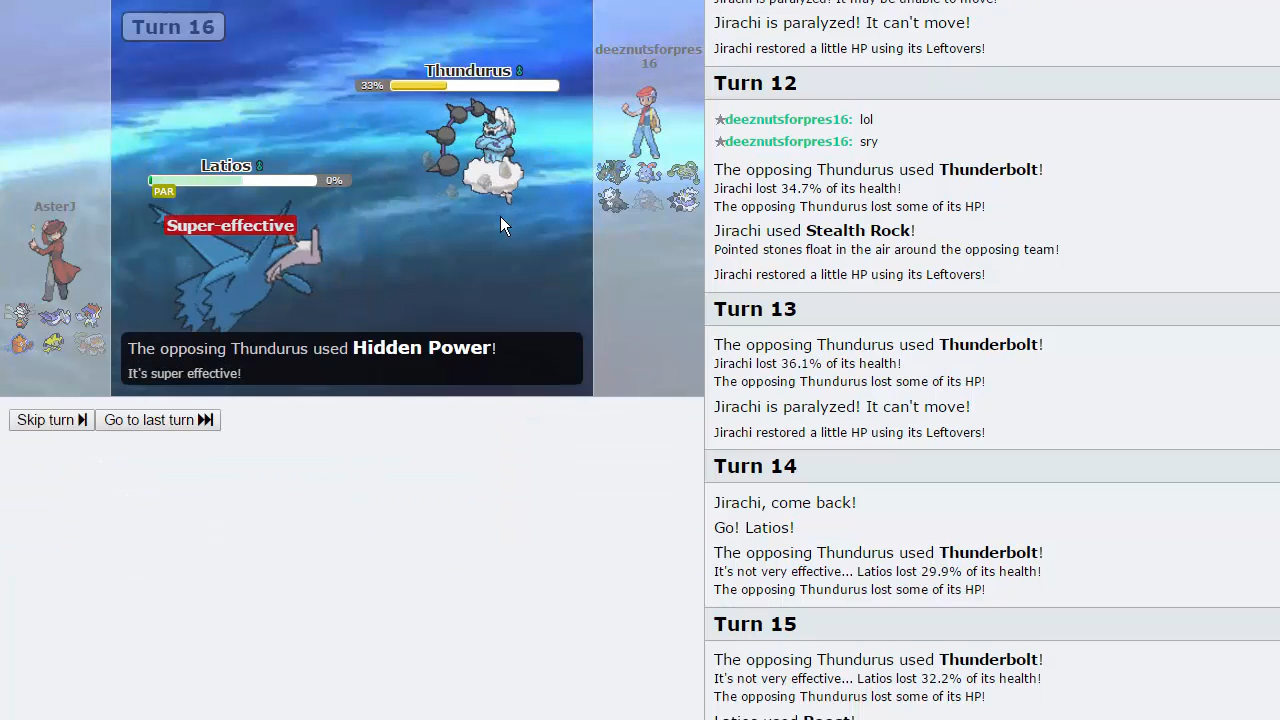 Turn 16
Thundurus
33%
deeznutsforpres
16
Latios
0%
PAR
AsterJ
Super-effective
The opposing Thundurus used Hidden Power!
It's super effective!
Skip turn
Go to last turn
Jirachi is paralyzed! It can't move!
Jirachi restored a little HP using its Leftovers!
Turn 12
★deeznutsforpres16: lol
★deeznutsforpres16: sry
The opposing Thundurus used Thunderbolt!
Jirachi lost 34.7% of its health!
The opposing Thundurus lost some of its HP!
Jirachi used Stealth Rock!
Pointed stones float in the air around the opposing team!
Jirachi restored a little HP using its Leftovers!
Turn 13
The opposing Thundurus used Thunderbolt!
Jirachi lost 36.1% of its health!
The opposing Thundurus lost some of its HP!
Jirachi is paralyzed! It can't move!
Jirachi restored a little HP using its Leftovers!
Turn 14
Jirachi, come back!
Go! Latios!
The opposing Thundurus used Thunderbolt!
It's not very effective... Latios lost 29.9% of its health!
The opposing Thundurus lost some of its HP!
Turn 15
The opposing Thundurus used Thunderbolt!
It's not very effective... Latios lost 32.2% of its health!
The opposing Thundurus lost some of its HP!
Latios used Roost!